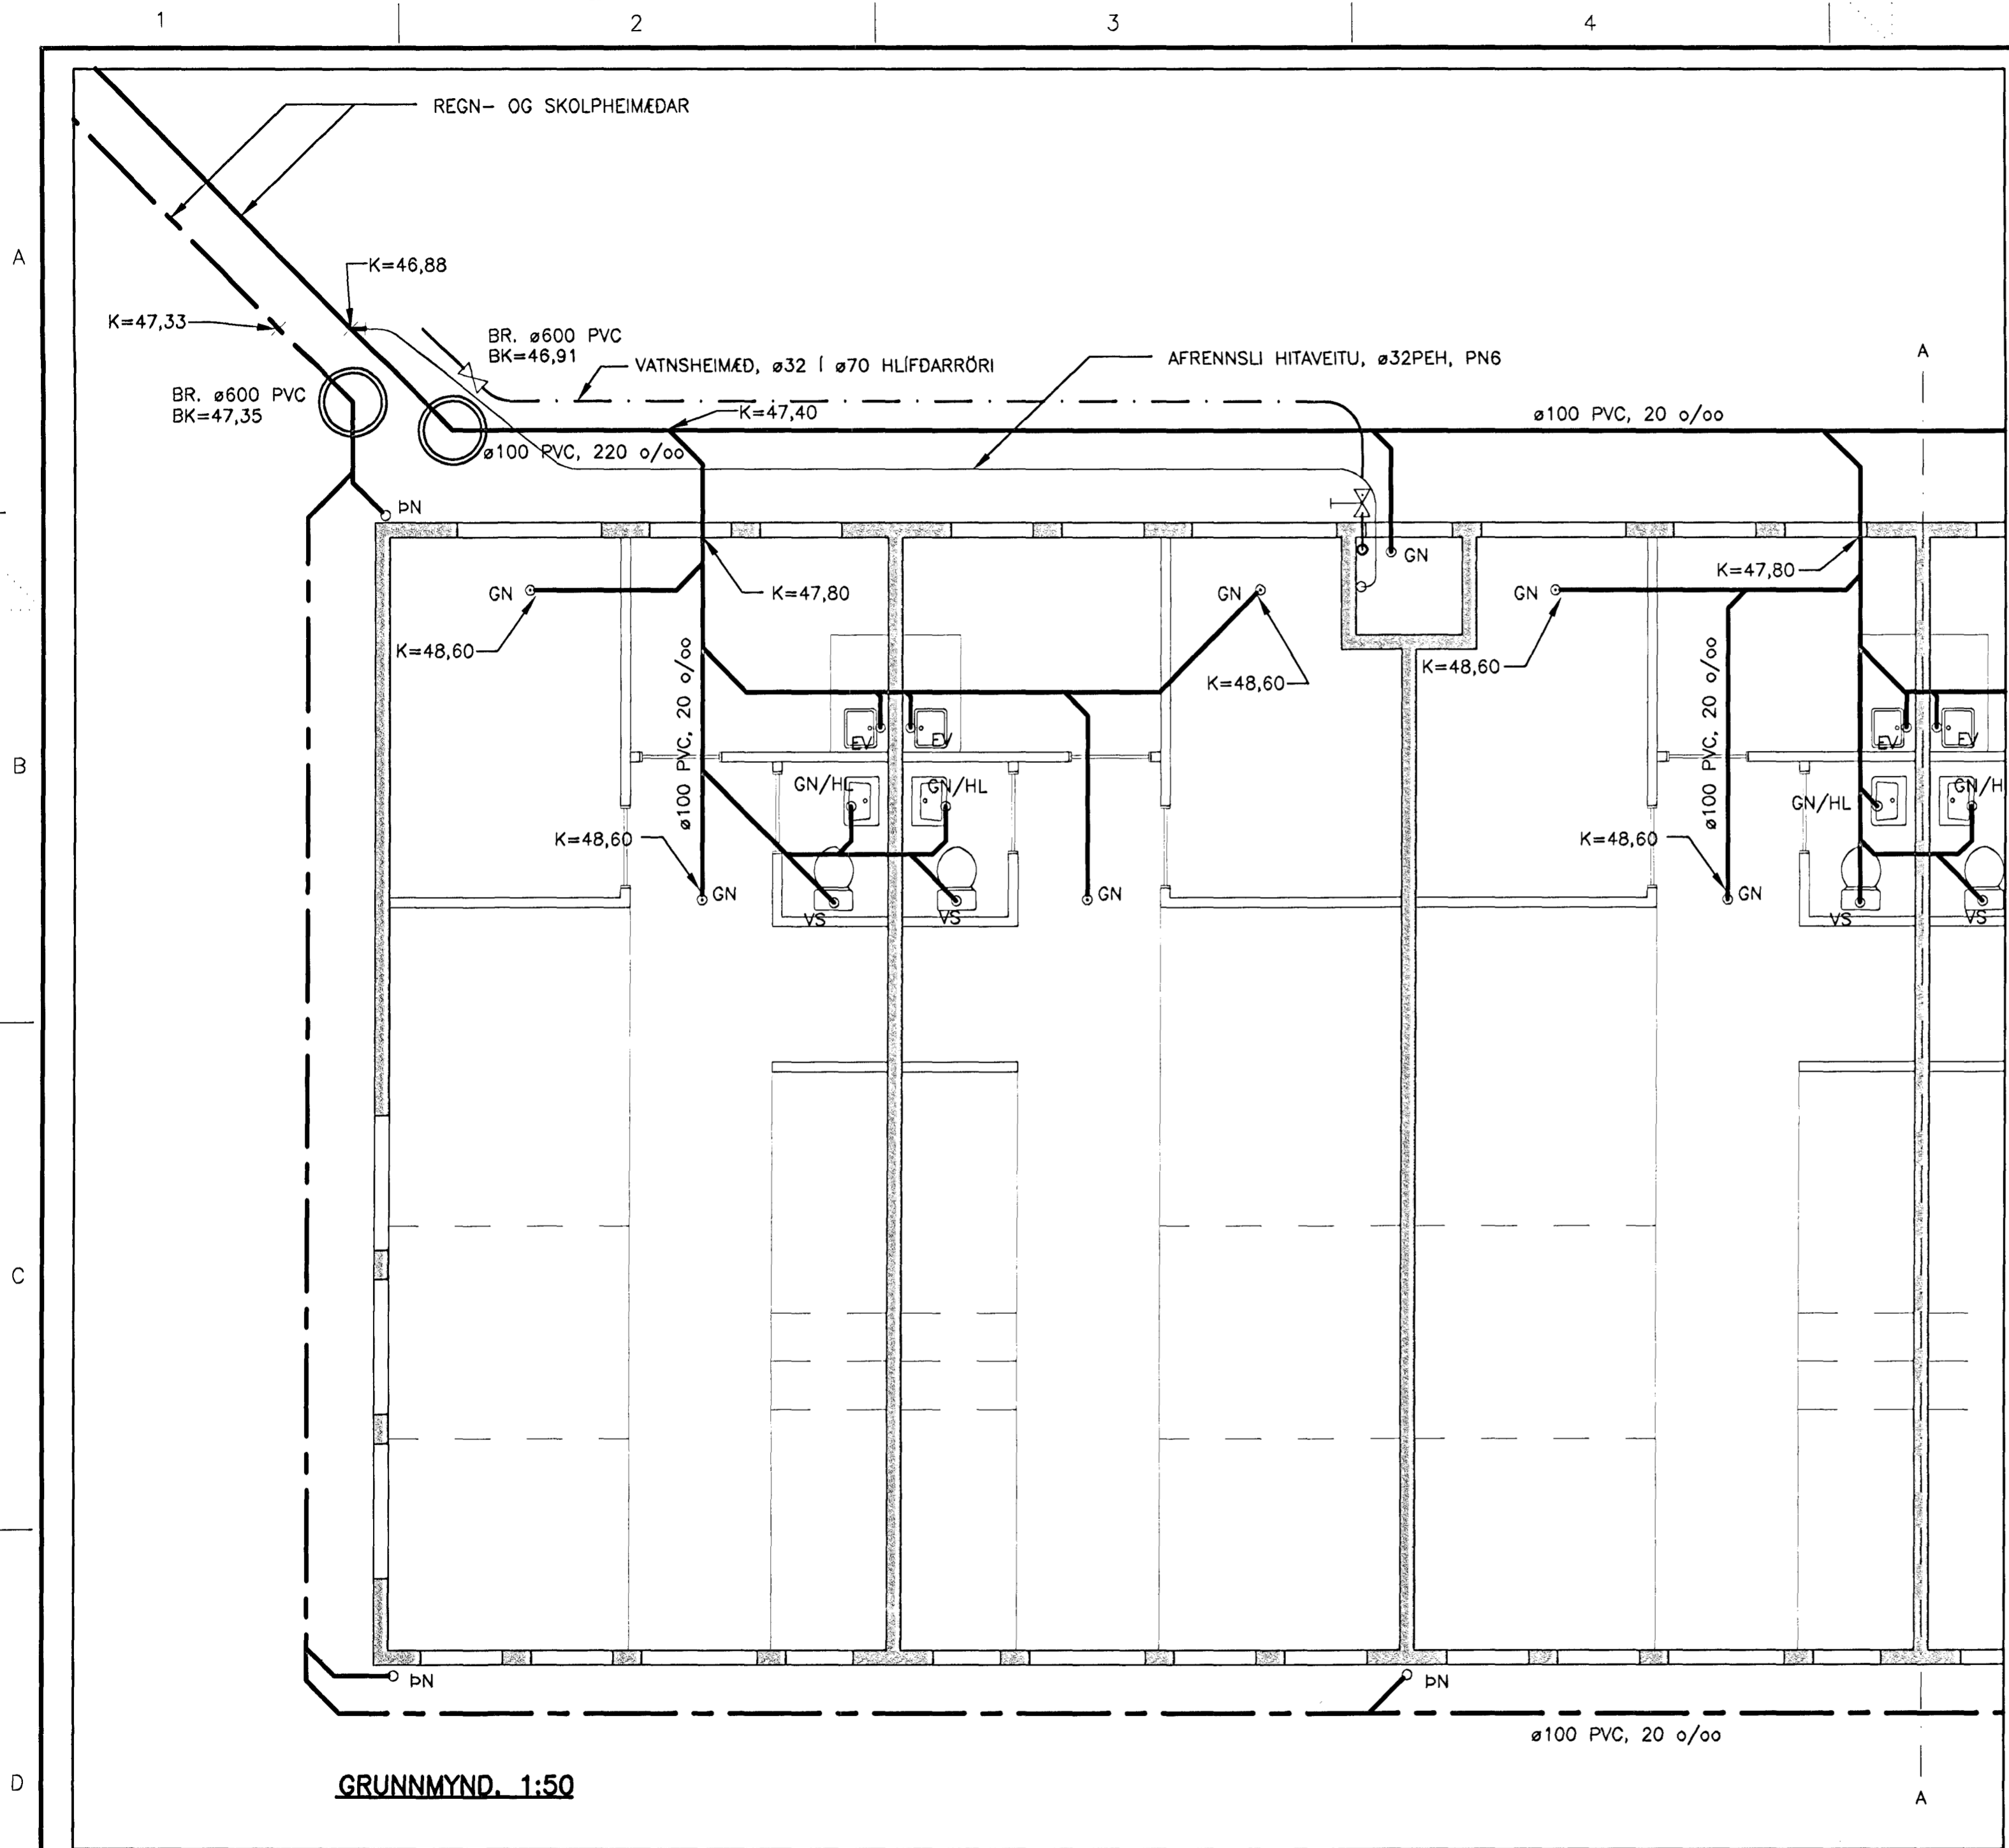 1
2
3
4
REGN- OG SKOLPHEIMÆÐAR
A
K=46,88
K=47,33
BR. ø600 PVC
BK=46,91
VATNSHEIMÆÐ, ø32 Í ø70 HLÍFÐARRÖRI
AFRENNSLI HITAVEITU, ø32PEH, PN6
A
BR. ø600 PVC
BK=47,35
K=47,40
ø100 PVC, 20 o/oo
ø100 PVC, 220 o/oo
ÞN
GN
K=47,80
GN
K=47,80
GN
GN
K=48,60
K=48,60
K=48,60
ø100 PVC, 20 o/oo
ø100 PVC, 20 o/oo
EV
EV
EV
EV
B
GN/HL
GN/HL
GN/HL
GN/H
K=48,60
K=48,60
GN
GN
GN
VS
VS
VS
VS
C
ÞN
ÞN
ø100 PVC, 20 o/oo
D
GRUNNMYND. 1:50
A